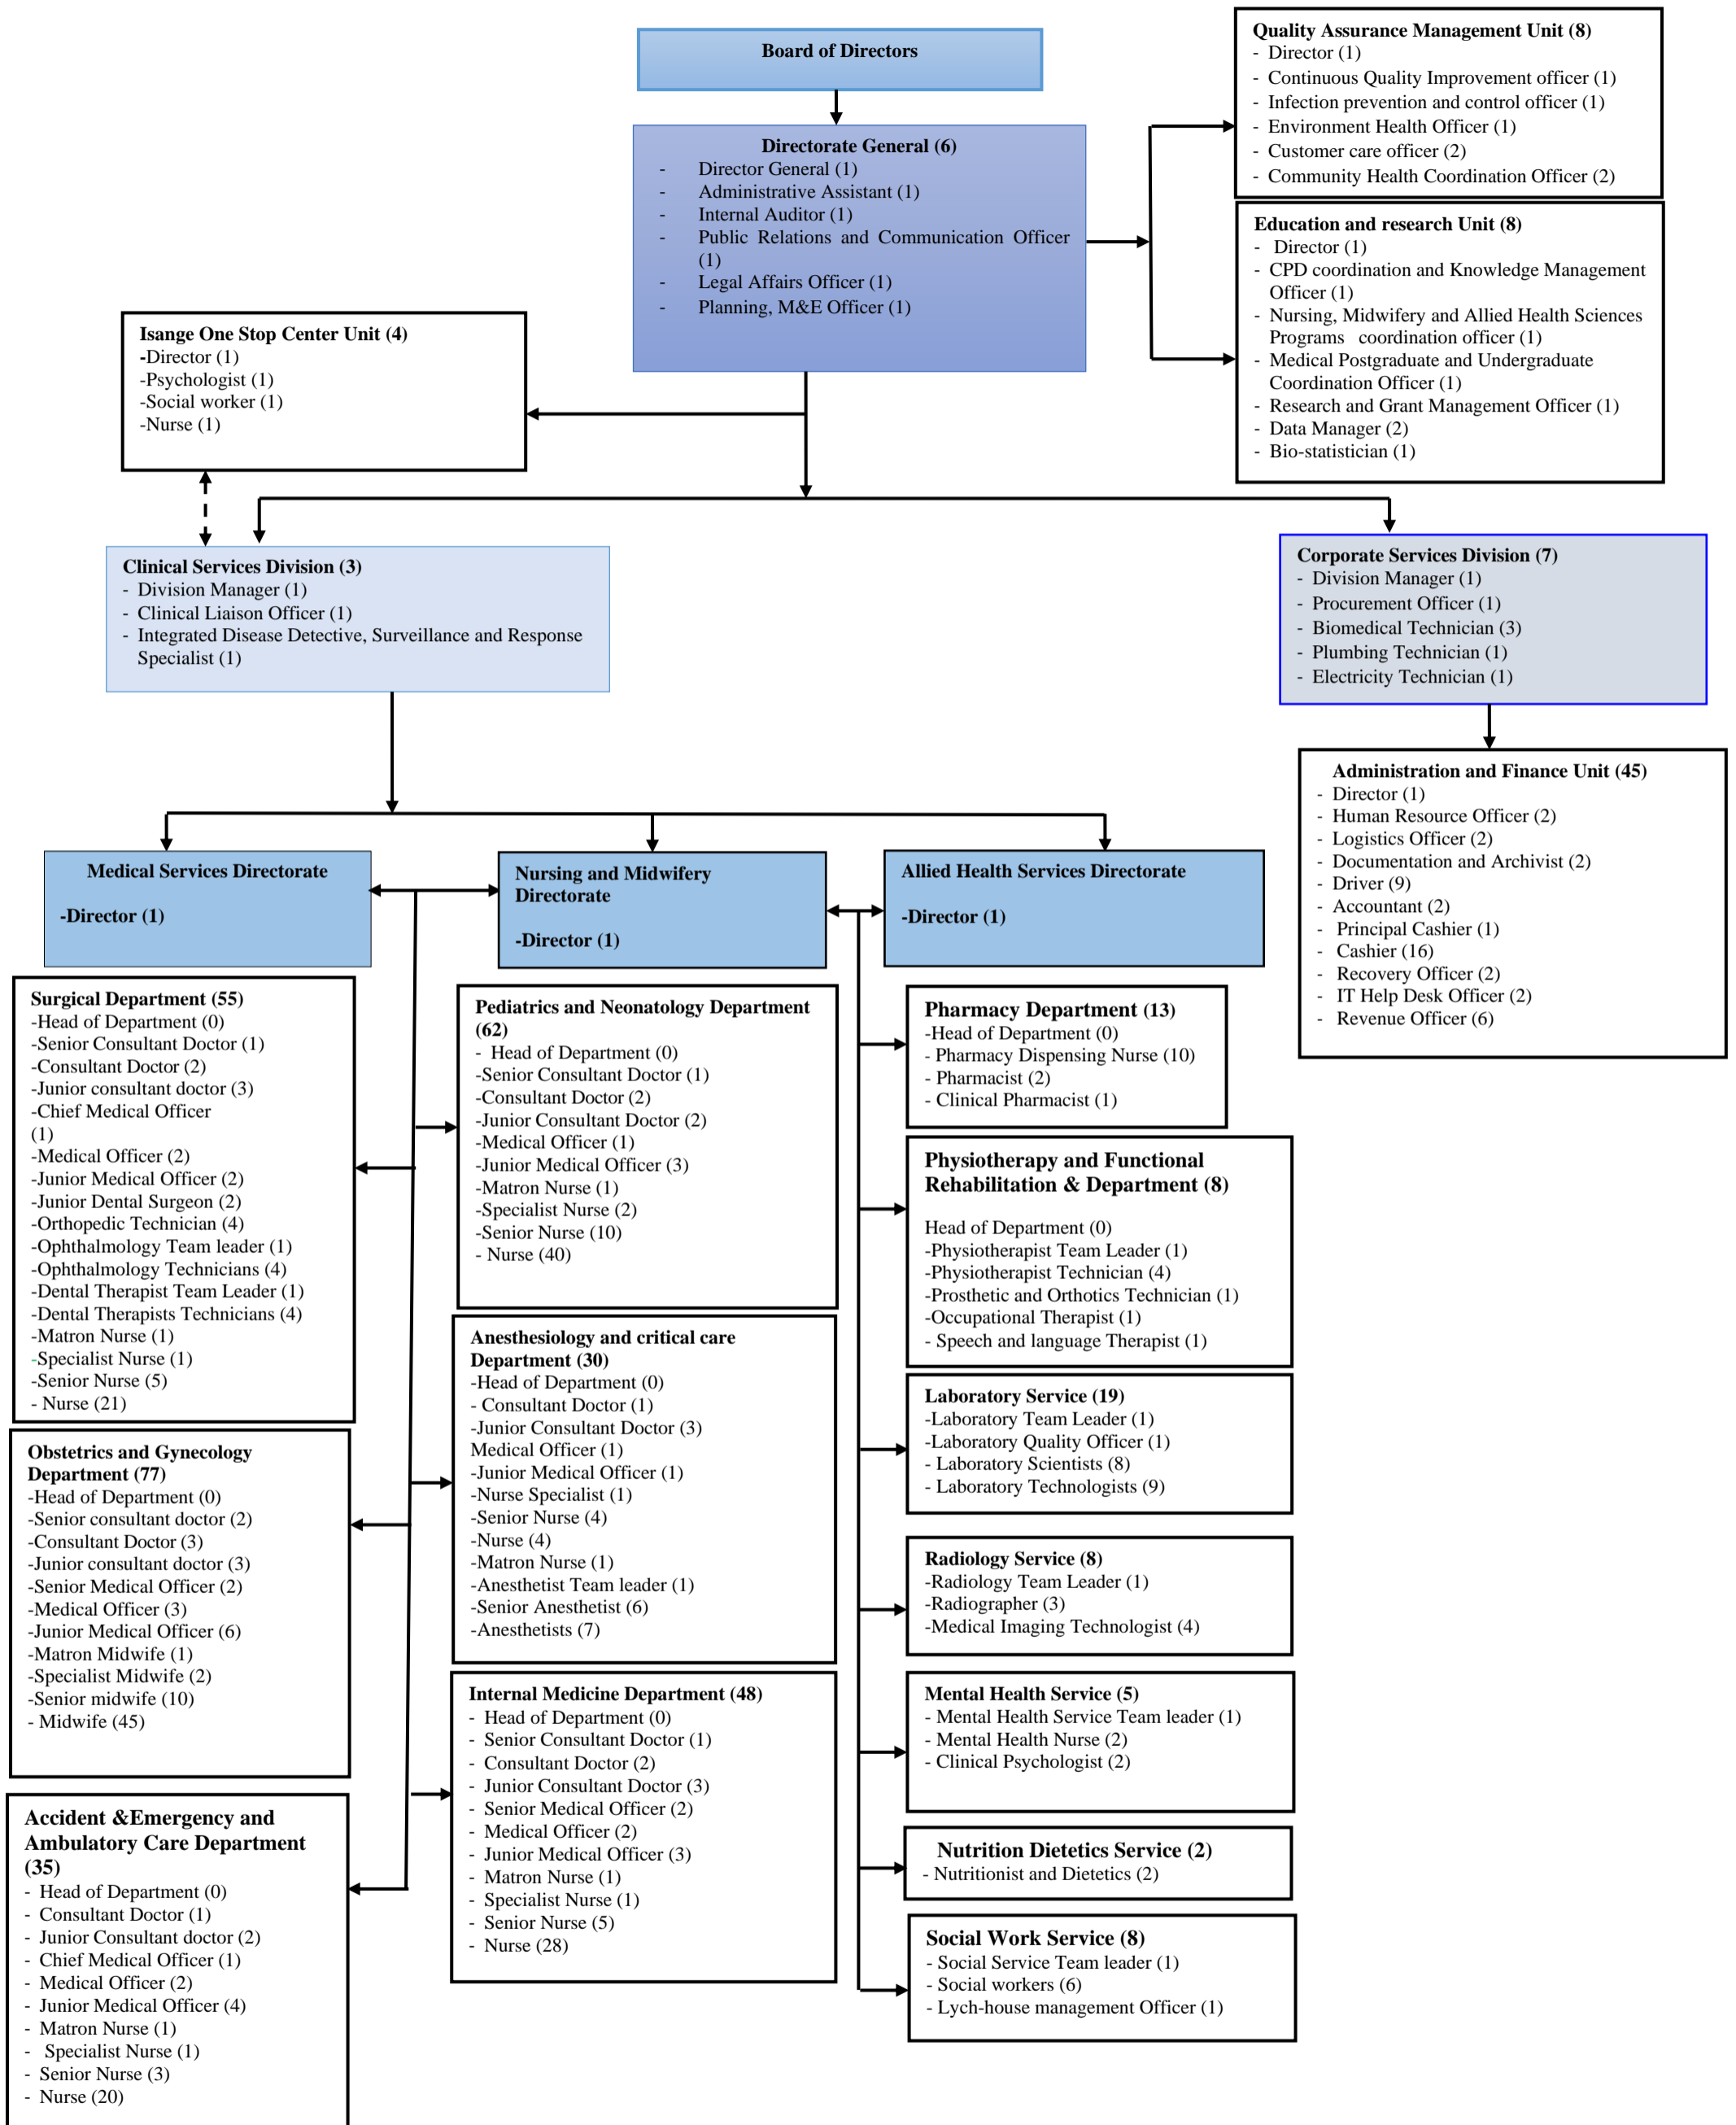 Board of Directors
Quality Assurance Management Unit (8)
- Director (1)
- Continuous Quality Improvement officer (1)
- Infection prevention and control officer (1)
- Environment Health Officer (1)
- Customer care officer (2)
- Community Health Coordination Officer (2)
Directorate General (6)
- Director General (1)
- Administrative Assistant (1)
- Internal Auditor (1)
- Public Relations and Communication Officer
(1)
- Legal Affairs Officer (1)
- Planning, M&E Officer (1)
Education and research Unit (8)
- Director (1)
- CPD coordination and Knowledge Management
Officer (1)
- Nursing, Midwifery and Allied Health Sciences
Programs coordination officer (1)
- Medical Postgraduate and Undergraduate
Coordination Officer (1)
- Research and Grant Management Officer (1)
- Data Manager (2)
- Bio-statistician (1)
Isange One Stop Center Unit (4)
-Director (1)
-Psychologist (1)
-Social worker (1)
-Nurse (1)
Clinical Services Division (3)
- Division Manager (1)
- Clinical Liaison Officer (1)
- Integrated Disease Detective, Surveillance and Response
Specialist (1)
Corporate Services Division (7)
- Division Manager (1)
- Procurement Officer (1)
- Biomedical Technician (3)
- Plumbing Technician (1)
- Electricity Technician (1)
Administration and Finance Unit (45)
- Director (1)
- Human Resource Officer (2)
- Logistics Officer (2)
- Documentation and Archivist (2)
- Driver (9)
- Accountant (2)
- Principal Cashier (1)
- Cashier (16)
- Recovery Officer (2)
- IT Help Desk Officer (2)
- Revenue Officer (6)
Medical Services Directorate
-Director (1)
Nursing and Midwifery
Directorate
-Director (1)
Allied Health Services Directorate
-Director (1)
Surgical Department (55)
-Head of Department (0)
-Senior Consultant Doctor (1)
-Consultant Doctor (2)
-Junior consultant doctor (3)
-Chief Medical Officer
(1)
-Medical Officer (2)
-Junior Medical Officer (2)
-Junior Dental Surgeon (2)
-Orthopedic Technician (4)
-Ophthalmology Team leader (1)
-Ophthalmology Technicians (4)
-Dental Therapist Team Leader (1)
-Dental Therapists Technicians (4)
-Matron Nurse (1)
-Specialist Nurse (1)
-Senior Nurse (5)
- Nurse (21)
Obstetrics and Gynecology
Department (77)
-Head of Department (0)
-Senior consultant doctor (2)
-Consultant Doctor (3)
-Junior consultant doctor (3)
-Senior Medical Officer (2)
-Medical Officer (3)
-Junior Medical Officer (6)
-Matron Midwife (1)
-Specialist Midwife (2)
-Senior midwife (10)
- Midwife (45)
Accident &Emergency and
Ambulatory Care Department
(35)
- Head of Department (0)
- Consultant Doctor (1)
- Junior Consultant doctor (2)
- Chief Medical Officer (1)
- Medical Officer (2)
- Junior Medical Officer (4)
- Matron Nurse (1)
- Specialist Nurse (1)
- Senior Nurse (3)
- Nurse (20)
Pediatrics and Neonatology Department
(62)
- Head of Department (0)
-Senior Consultant Doctor (1)
-Consultant Doctor (2)
-Junior Consultant Doctor (2)
-Medical Officer (1)
-Junior Medical Officer (3)
-Matron Nurse (1)
-Specialist Nurse (2)
-Senior Nurse (10)
- Nurse (40)
Anesthesiology and critical care
Department (30)
-Head of Department (0)
- Consultant Doctor (1)
-Junior Consultant Doctor (3)
Medical Officer (1)
-Junior Medical Officer (1)
-Nurse Specialist (1)
-Senior Nurse (4)
-Nurse (4)
-Matron Nurse (1)
-Anesthetist Team leader (1)
-Senior Anesthetist (6)
-Anesthetists (7)
Internal Medicine Department (48)
- Head of Department (0)
- Senior Consultant Doctor (1)
- Consultant Doctor (2)
- Junior Consultant Doctor (3)
- Senior Medical Officer (2)
- Medical Officer (2)
- Junior Medical Officer (3)
- Matron Nurse (1)
- Specialist Nurse (1)
- Senior Nurse (5)
- Nurse (28)
Pharmacy Department (13)
-Head of Department (0)
- Pharmacy Dispensing Nurse (10)
- Pharmacist (2)
- Clinical Pharmacist (1)
Physiotherapy and Functional
Rehabilitation & Department (8)
Head of Department (0)
-Physiotherapist Team Leader (1)
-Physiotherapist Technician (4)
-Prosthetic and Orthotics Technician (1)
-Occupational Therapist (1)
- Speech and language Therapist (1)
Laboratory Service (19)
-Laboratory Team Leader (1)
-Laboratory Quality Officer (1)
- Laboratory Scientists (8)
- Laboratory Technologists (9)
Radiology Service (8)
-Radiology Team Leader (1)
-Radiographer (3)
-Medical Imaging Technologist (4)
Mental Health Service (5)
- Mental Health Service Team leader (1)
- Mental Health Nurse (2)
- Clinical Psychologist (2)
Nutrition Dietetics Service (2)
- Nutritionist and Dietetics (2)
Social Work Service (8)
- Social Service Team leader (1)
- Social workers (6)
- Lych-house management Officer (1)